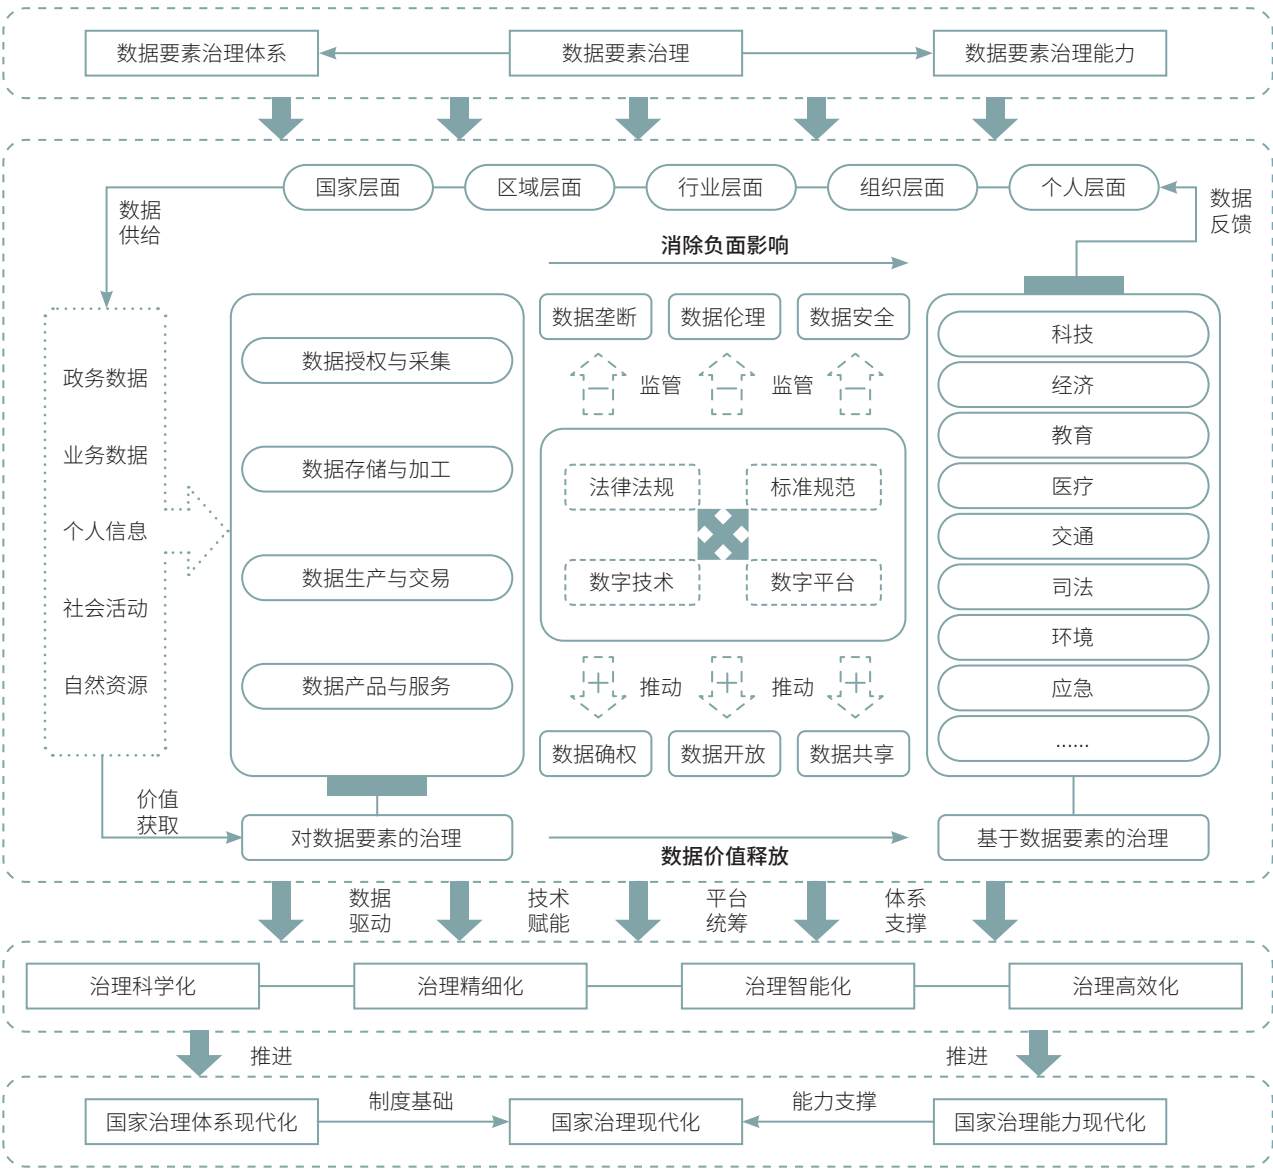 数据要素治理体系
数据要素治理
数据要素治理能力
国家层面
区域层面
行业层面
组织层面
个人层面
数据
供给
数据
反馈
消除负面影响
政务数据
业务数据
个人信息
社会活动
自然资源
数据授权与采集
数据存储与加工
数据生产与交易
数据产品与服务
数据垄断
数据伦理
数据安全
监管
监管
法律法规
标准规范
数字技术
数字平台
推动
推动
数据确权
数据开放
数据共享
科技
经济
教育
医疗
交通
司法
环境
应急
......
价值
获取
对数据要素的治理
数据价值释放
基于数据要素的治理
数据
驱动
技术
赋能
平台
统筹
体系
支撑
治理科学化
治理精细化
治理智能化
治理高效化
推进
推进
国家治理体系现代化
制度基础
国家治理现代化
能力支撑
国家治理能力现代化